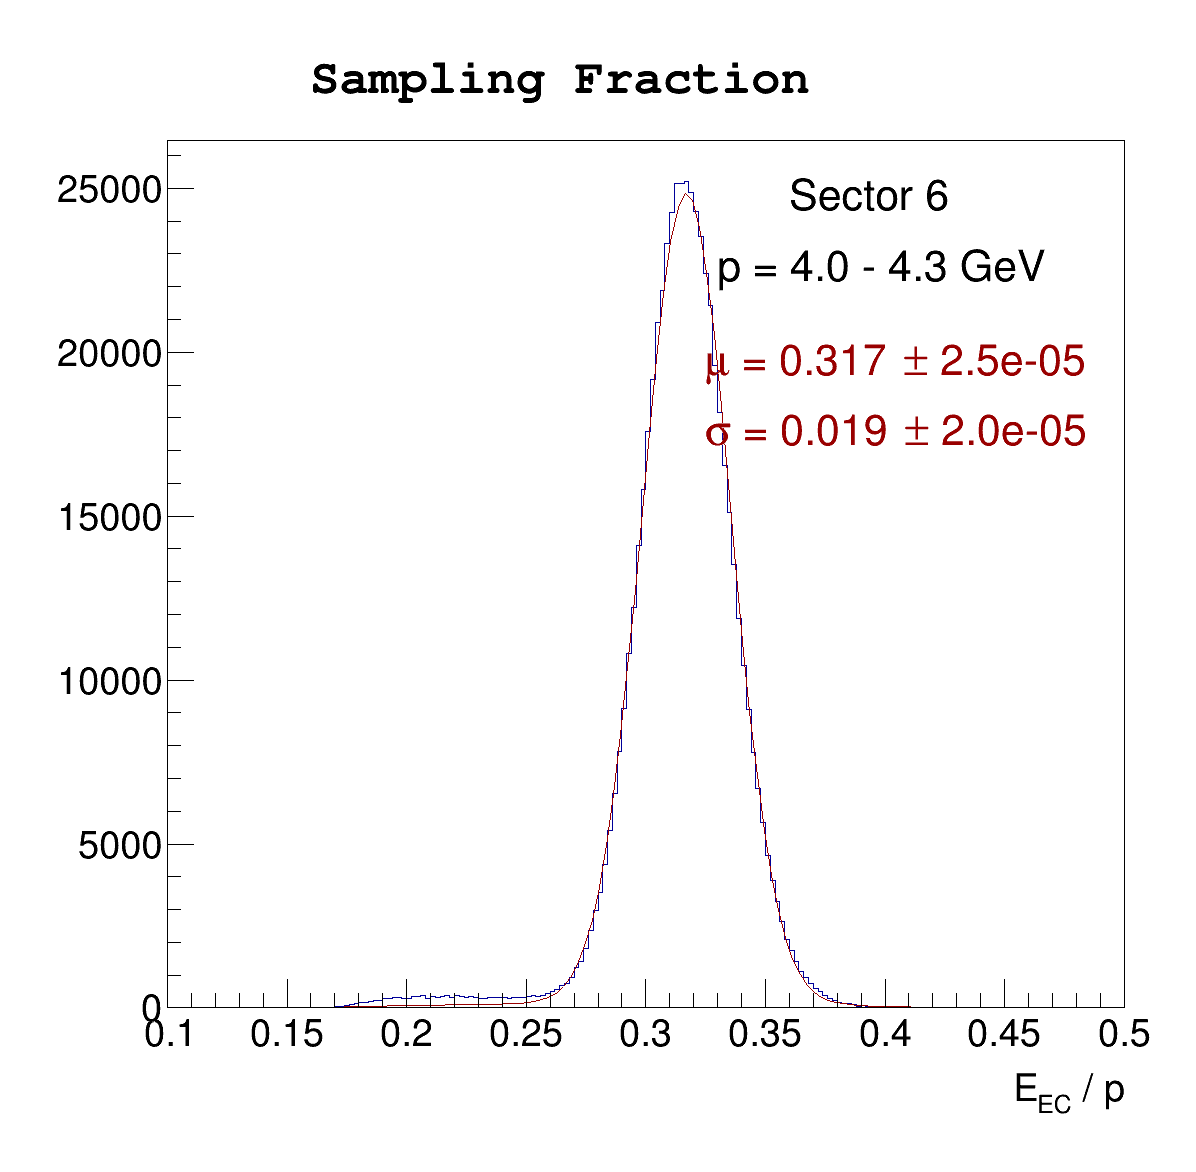 Sampling Fraction
Sector 6
p = 4.0 - 4.3 GeV
μ = 0.317 ± 2.5e-05
σ = 0.019 ± 2.0e-05
25000
20000
15000
10000
5000
0
0.1 0.15 0.2 0.25 0.3 0.35 0.4 0.45 0.5
E_EC / p